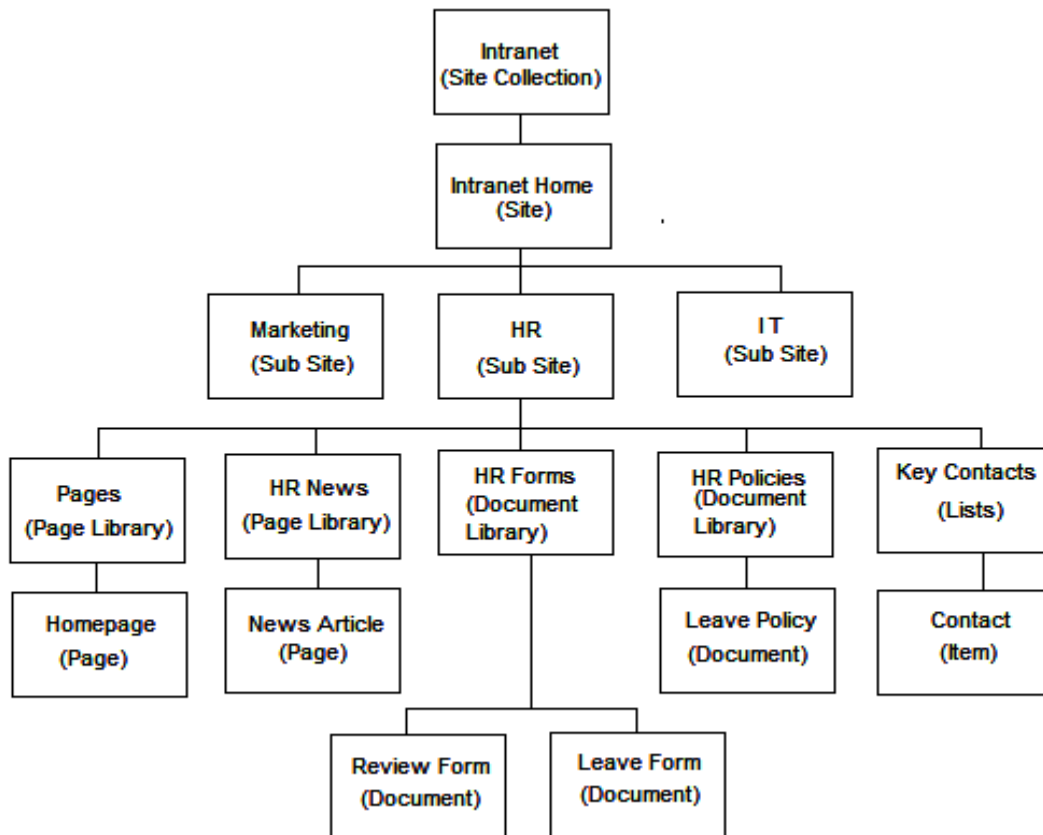 Intranet
(Site Collection)
Intranet Home
(Site)
Marketing
(Sub Site)
HR
(Sub Site)
I T
(Sub Site)
Pages
(Page Library)
HR News
(Page Library)
HR Forms
(Document
Library)
HR Policies
(Document
Library)
Key Contacts
(Lists)
Homepage
(Page)
News Article
(Page)
Leave Policy
(Document)
Contact
(Item)
Review Form
(Document)
Leave Form
(Document)